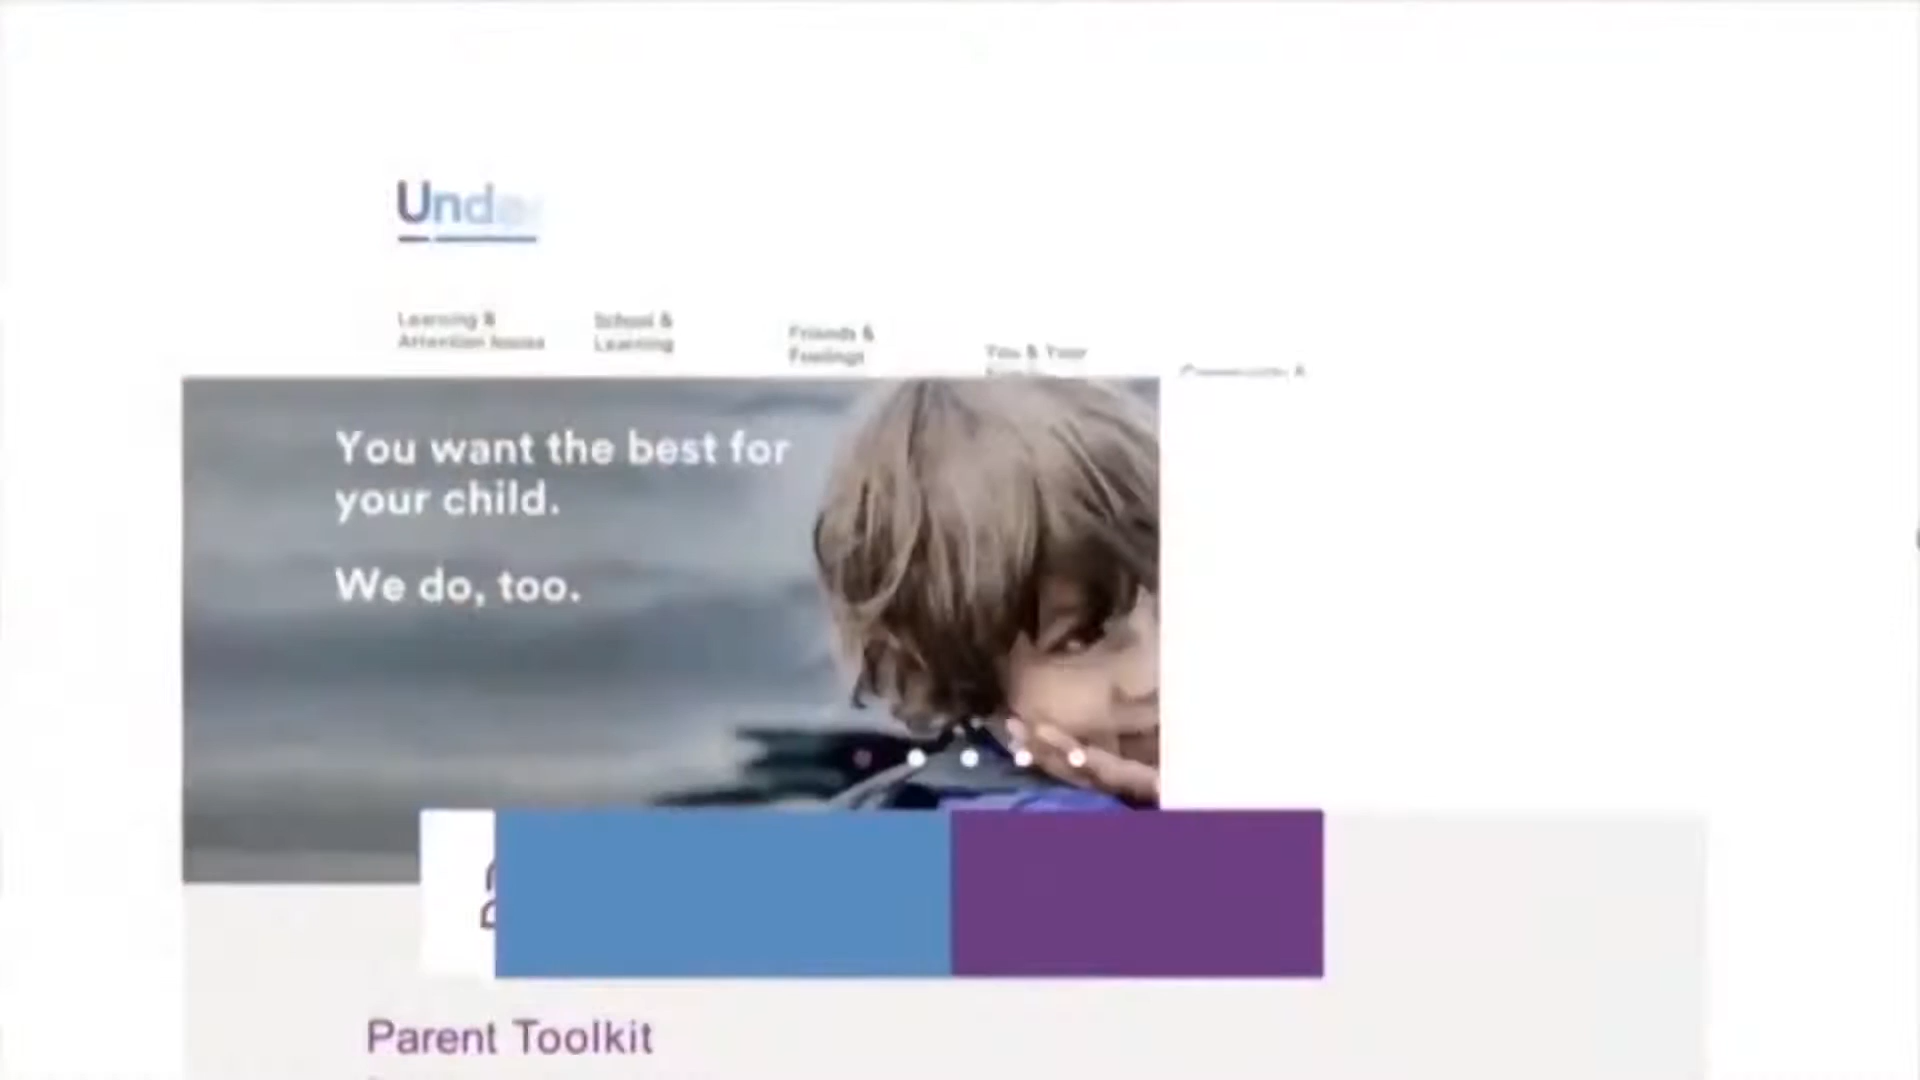 Und
Learning &
Attention Issues
School &
Learning
Friends &
Feelings
You & Your
You want the best for
your child.
We do, too.
Parent Toolkit